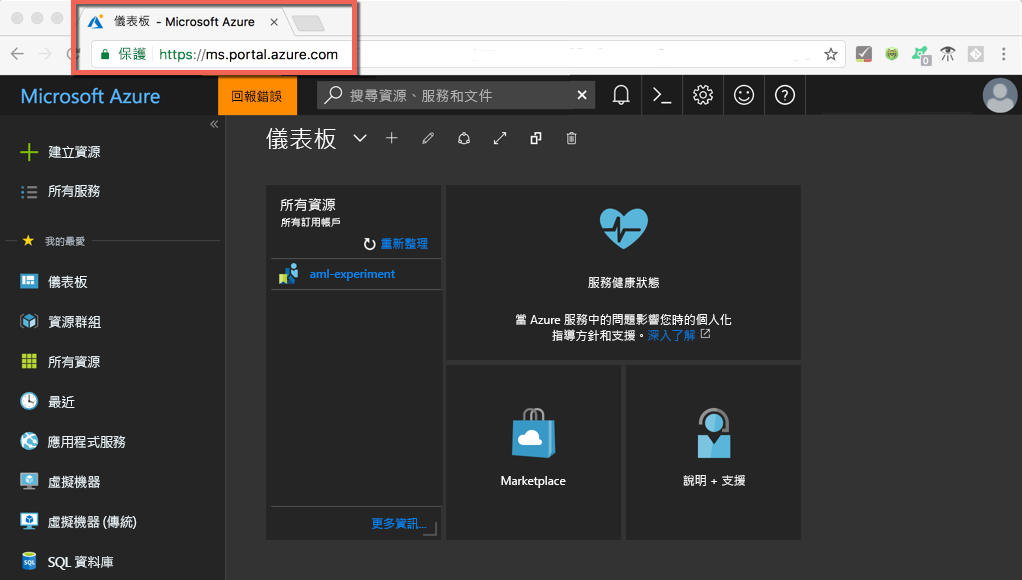 儀表板 - Microsoft Azure
保護 https://ms.portal.azure.com
0
Microsoft Azure
回報錯誤
搜尋資源、服務和文件
建立資源
所有服務
我的最愛
儀表板
資源群組
所有資源
最近
應用程式服務
虛擬機器
虛擬機器 (傳統)
SQL
SQL 資料庫
儀表板
所有資源
所有訂用帳戶
重新整理
aml-experiment
更多資訊...
服務健康狀態
當 Azure 服務中的問題影響您時的個人化
指導方針和支援。深入了解
Marketplace
說明 + 支援